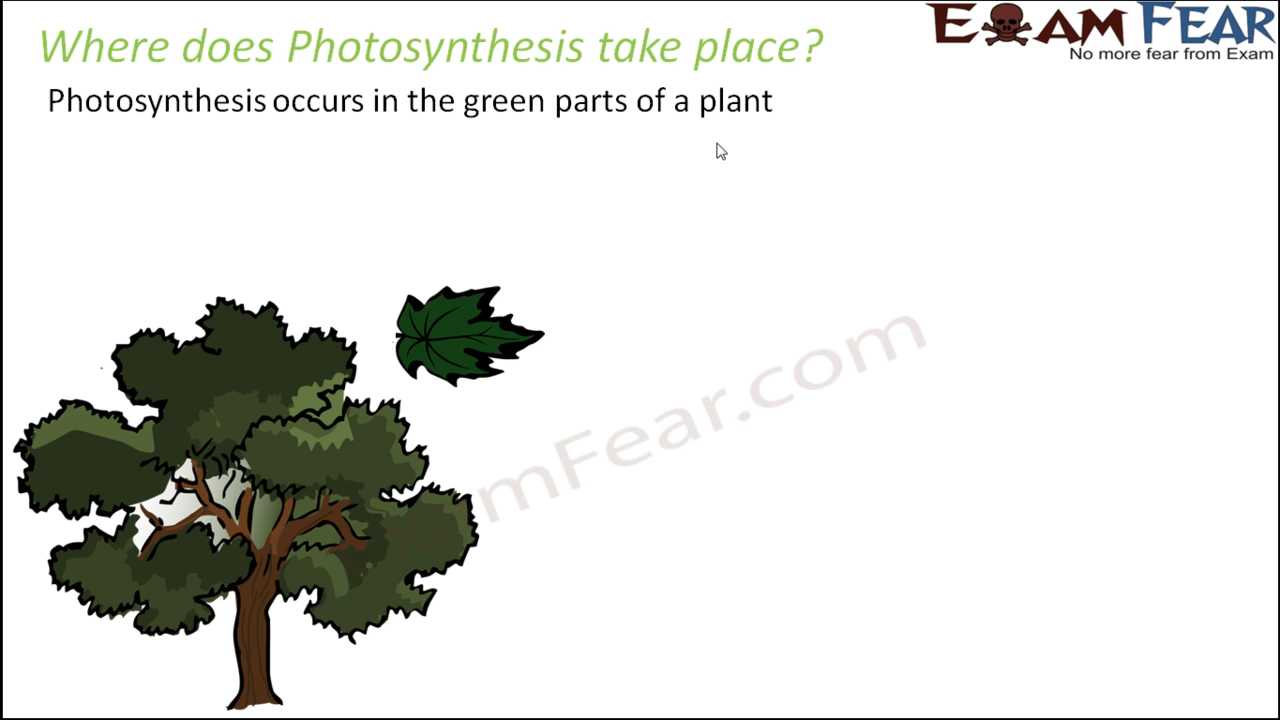 Where does Photosynthesis take place?
EXAM FEAR
No more fear from Exam
Photosynthesis occurs in the green parts of a plant
ExamFear.com